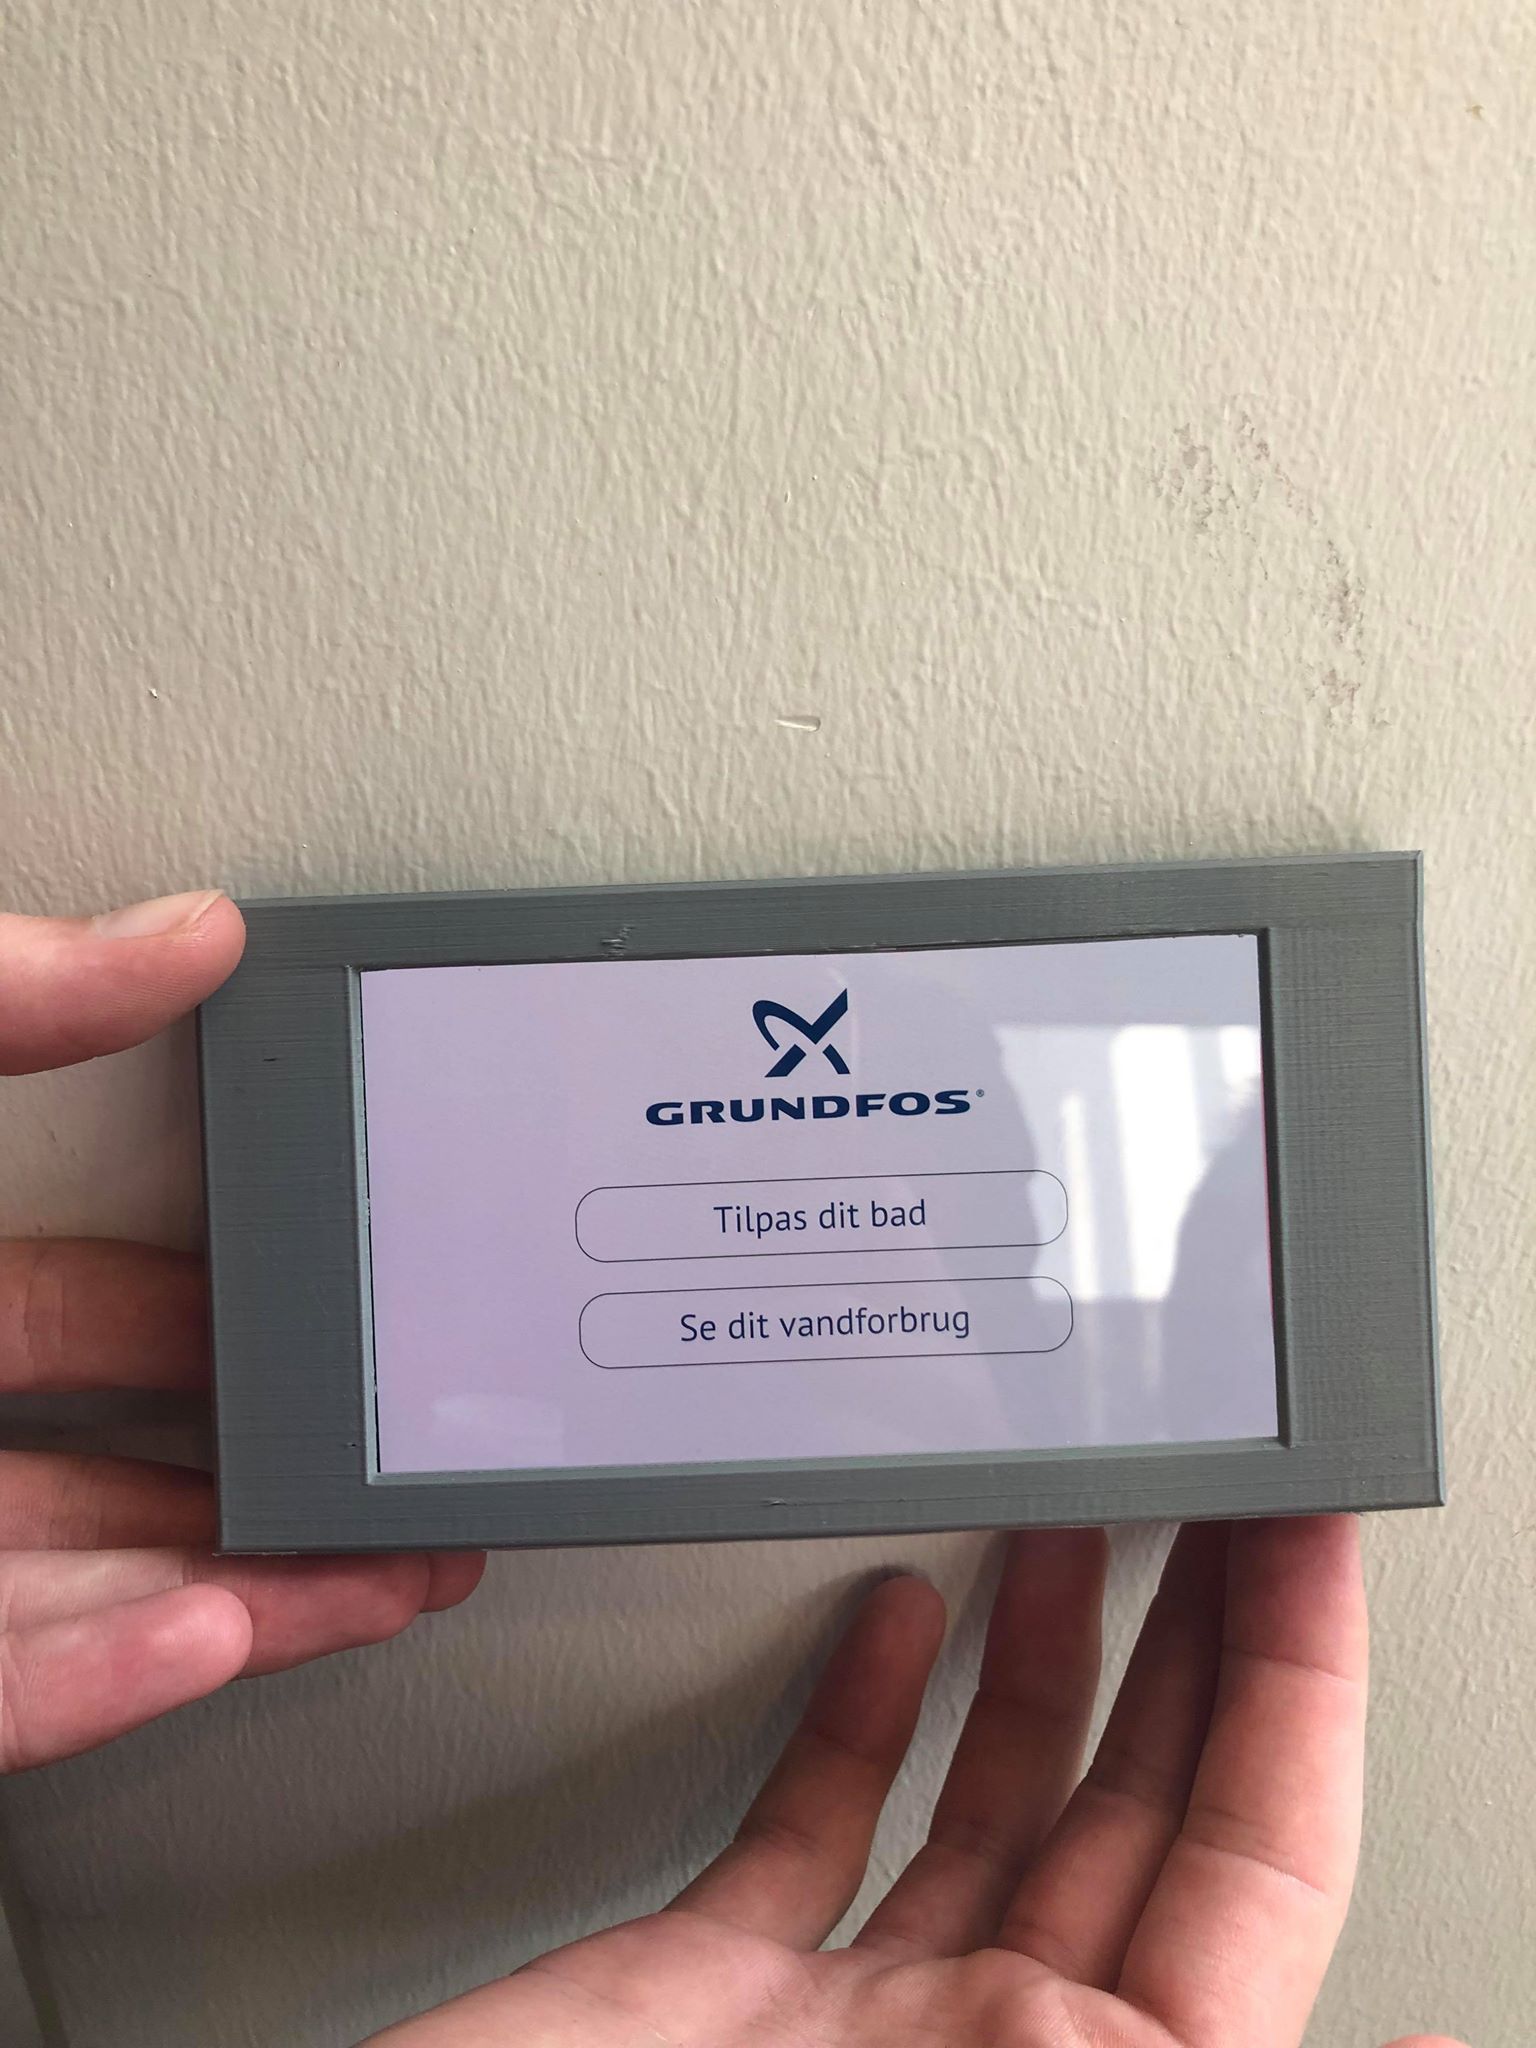 GRUNDFOS®
Tilpas dit bad
Se dit vandforbrug